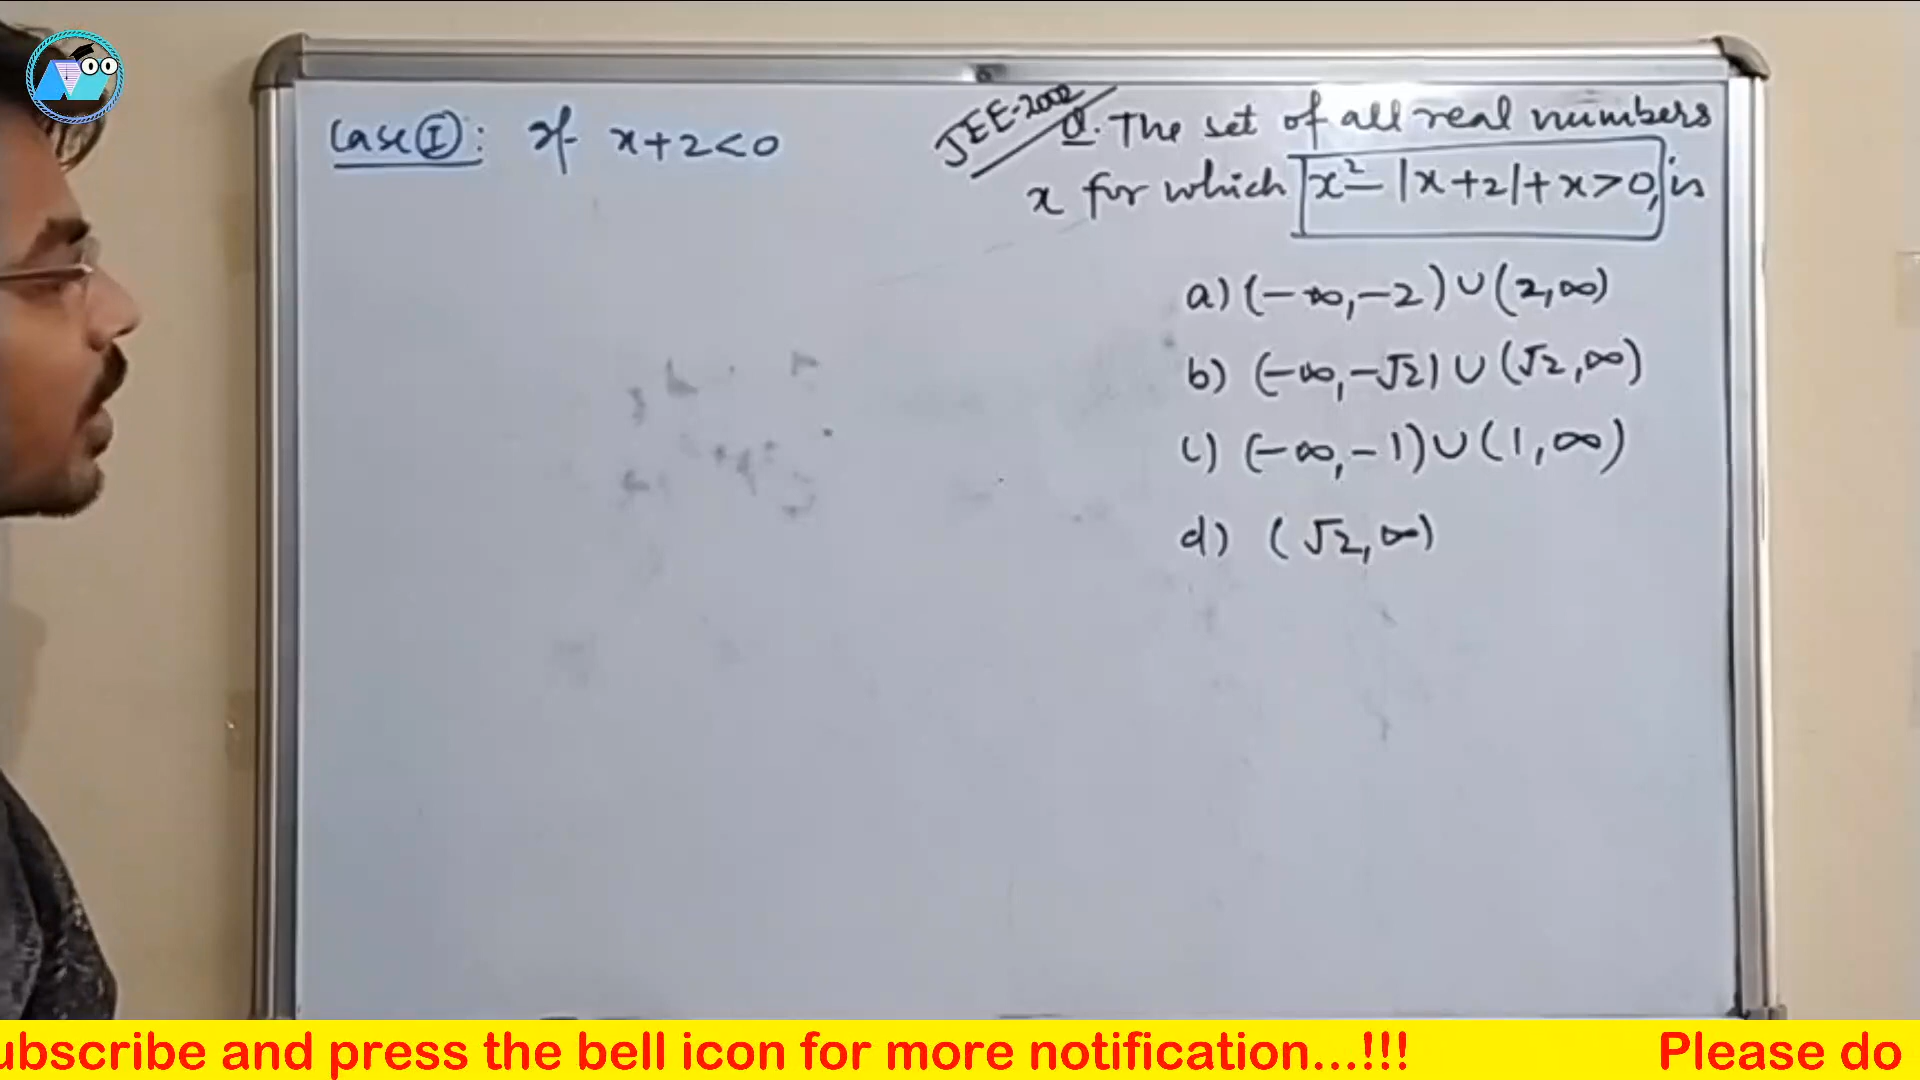 Case (I): If x+2<0
JEE-2002
Q. The set of all real numbers
x for which x²-|x+2|+x>0, is
a) (-∞,-2)∪(2,∞)
b) (-∞,-√2)∪(√2,∞)
c) (-∞,-1)∪(1,∞)
d) (√2,∞)
ubscribe and press the bell icon for more notification...!!! Please do